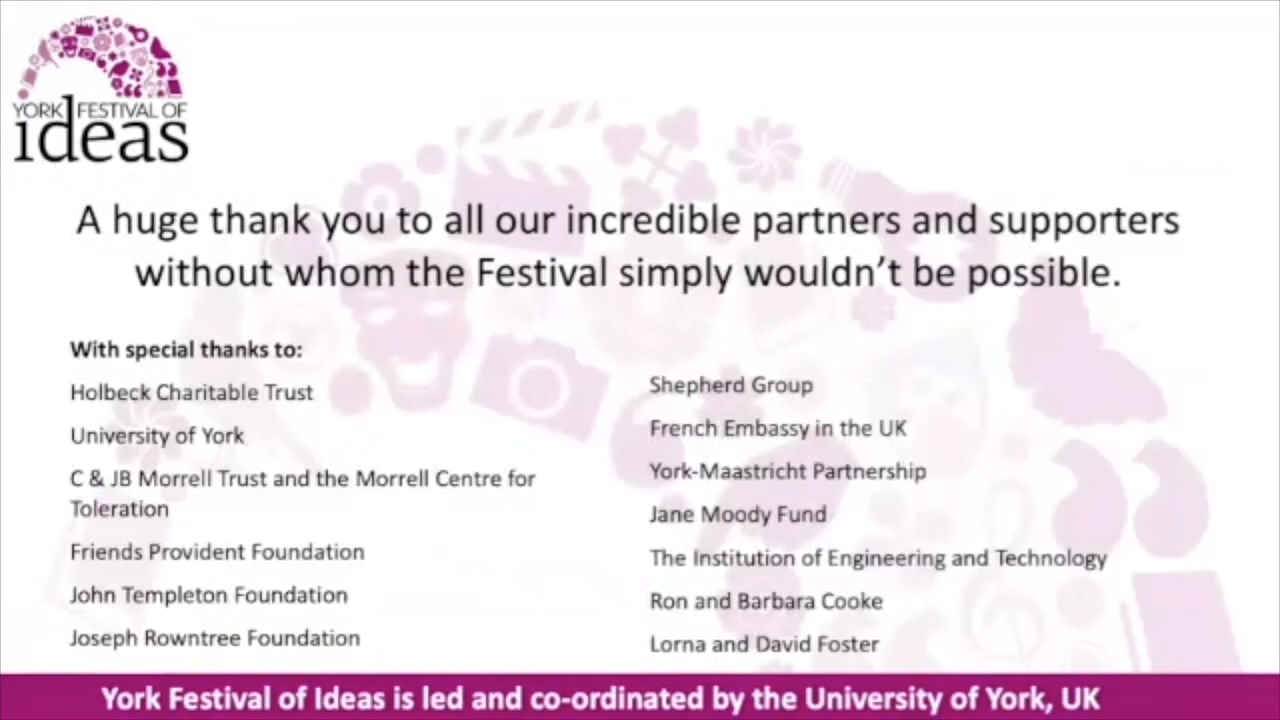 YORK FESTIVAL OF
ideas
A huge thank you to all our incredible partners and supporters
without whom the Festival simply wouldn't be possible.
With special thanks to:
Holbeck Charitable Trust
University of York
C & JB Morrell Trust and the Morrell Centre for
Toleration
Friends Provident Foundation
John Templeton Foundation
Joseph Rowntree Foundation
Shepherd Group
French Embassy in the UK
York-Maastricht Partnership
Jane Moody Fund
The Institution of Engineering and Technology
Ron and Barbara Cooke
Lorna and David Foster
York Festival of Ideas is led and co-ordinated by the University of York, UK